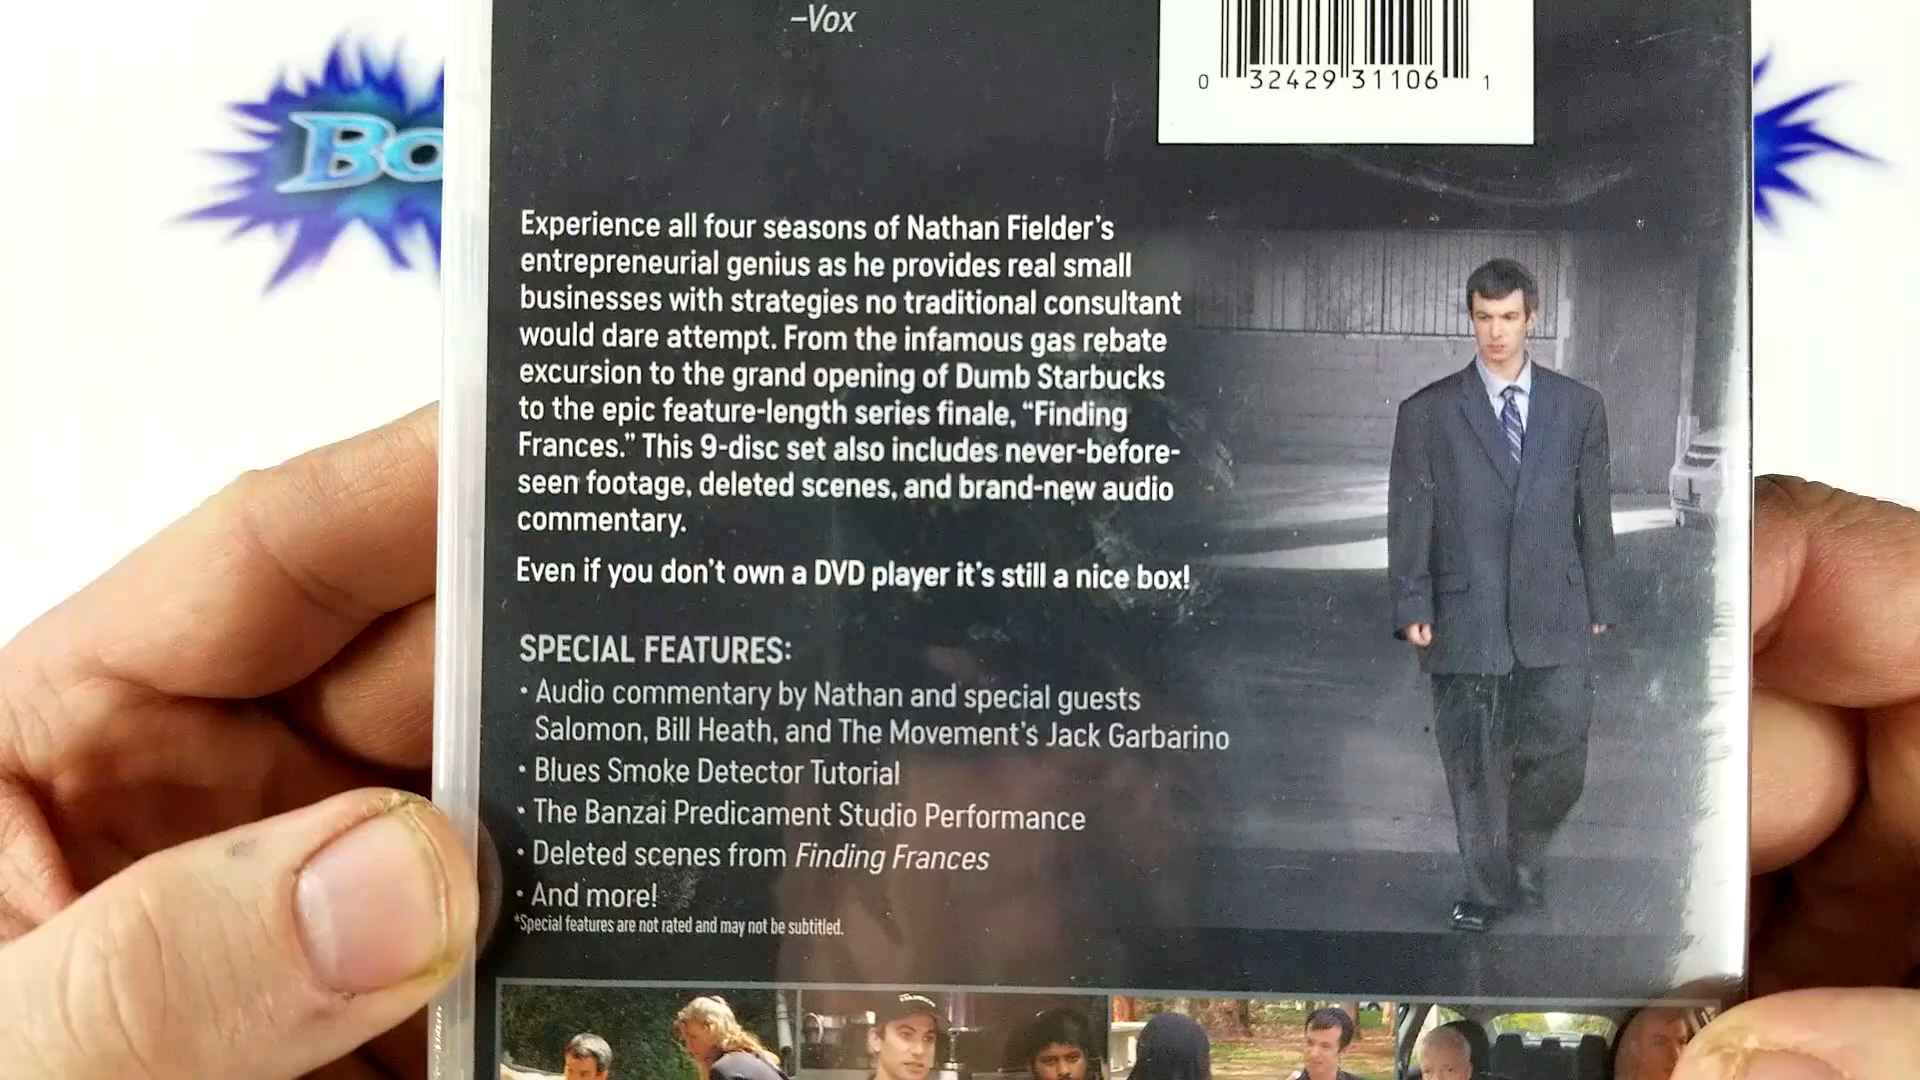 –Vox
0 32429 31106 1
Bo
Experience all four seasons of Nathan Fielder's
entrepreneurial genius as he provides real small
businesses with strategies no traditional consultant
would dare attempt. From the infamous gas rebate
excursion to the grand opening of Dumb Starbucks
to the epic feature-length series finale, “Finding
Frances.” This 9-disc set also includes never-before-
seen footage, deleted scenes, and brand-new audio
commentary.
Even if you don't own a DVD player it's still a nice box!
SPECIAL FEATURES:
• Audio commentary by Nathan and special guests
Salomon, Bill Heath, and The Movement's Jack Garbarino
• Blues Smoke Detector Tutorial
• The Banzai Predicament Studio Performance
• Deleted scenes from Finding Frances
• And more!
*Special features are not rated and may not be subtitled.